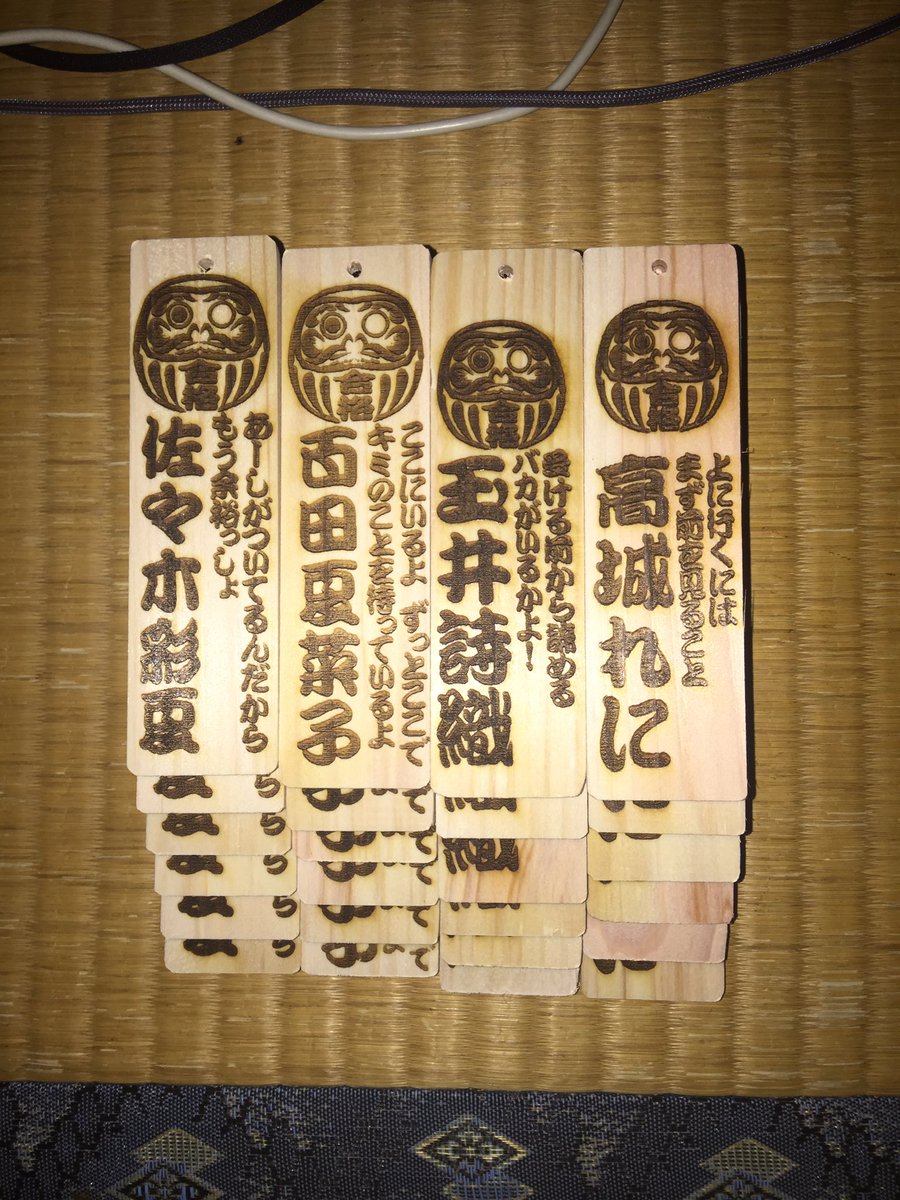 合格
あーしがついてるんだから
もう余裕っしょ
佐々木彩夏
合格
ここにいるよ ずっとここで
キミのことを待っているよ
百田夏菜子
合格
受ける前から諦める
バカがいるかよ！
玉井詩織
合格
上に行くには
まず殻を破ること
高城れに